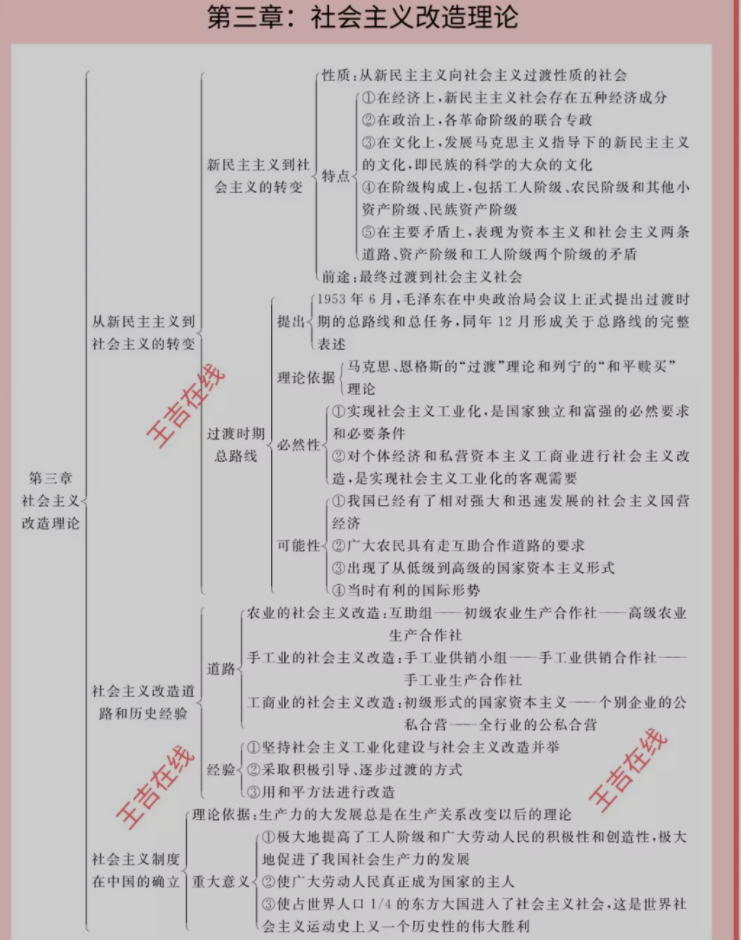 第三章：社会主义改造理论
性质:从新民主主义向社会主义过渡性质的社会
①在经济上,新民主主义社会存在五种经济成分
②在政治上,各革命阶级的联合专政
③在文化上,发展马克思主义指导下的新民主主义
新民主主义到社
的文化,即民族的科学的大众的文化
会主义的转变
特点
④在阶级构成上,包括工人阶级、农民阶级和其他小
资产阶级、民族资产阶级
⑤在主要矛盾上,表现为资本主义和社会主义两条
道路、资产阶级和工人阶级两个阶级的矛盾
前途:最终过渡到社会主义社会
从新民主主义到
社会主义的转变
提出
1953 年 6 月,毛泽东在中央政治局会议上正式提出过渡时
期的总路线和总任务,同年 12 月形成关于总路线的完整
表述
理论依据
马克思、恩格斯的“过渡”理论和列宁的“和平赎买”
理论
过渡时期
总路线
必然性
①实现社会主义工业化,是国家独立和富强的必然要求
和必要条件
②对个体经济和私营资本主义工商业进行社会主义改
造,是实现社会主义工业化的客观需要
第三章
社会主义
改造理论
可能性
①我国已经有了相对强大和迅速发展的社会主义国营
经济
②广大农民具有走互助合作道路的要求
③出现了从低级到高级的国家资本主义形式
④当时有利的国际形势
社会主义改造道
路和历史经验
道路
农业的社会主义改造:互助组——初级农业生产合作社——高级农业
生产合作社
手工业的社会主义改造:手工业供销小组——手工业供销合作社——
手工业生产合作社
工商业的社会主义改造:初级形式的国家资本主义——个别企业的公
私合营——全行业的公私合营
经验
①坚持社会主义工业化建设与社会主义改造并举
②采取积极引导、逐步过渡的方式
③用和平方法进行改造
社会主义制度
在中国的确立
理论依据:生产力的大发展总是在生产关系改变以后的理论
重大意义
①极大地提高了工人阶级和广大劳动人民的积极性和创造性,极大
地促进了我国社会生产力的发展
②使广大劳动人民真正成为国家的主人
③使占世界人口 1/4 的东方大国进入了社会主义社会,这是世界社
会主义运动史上又一个历史性的伟大胜利
王吉在线
王吉在线
王吉在线